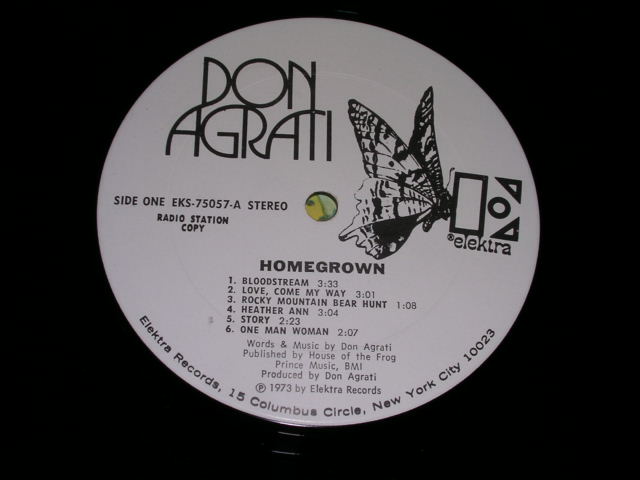 DON
AGRATI
SIDE ONE EKS-75057-A STEREO
RADIO STATION
COPY
® elektra
HOMEGROWN
1. BLOODSTREAM 3:33
2. LOVE, COME MY WAY 3:01
3. ROCKY MOUNTAIN BEAR HUNT 1:08
4. HEATHER ANN 3:04
5. STORY 2:23
6. ONE MAN WOMAN 2:07
Words & Music by Don Agrati
Published by House of the Frog
Prince Music, BMI
Produced by Don Agrati
℗ 1973 by Elektra Records
Elektra Records, 15 Columbus Circle, New York City 10023